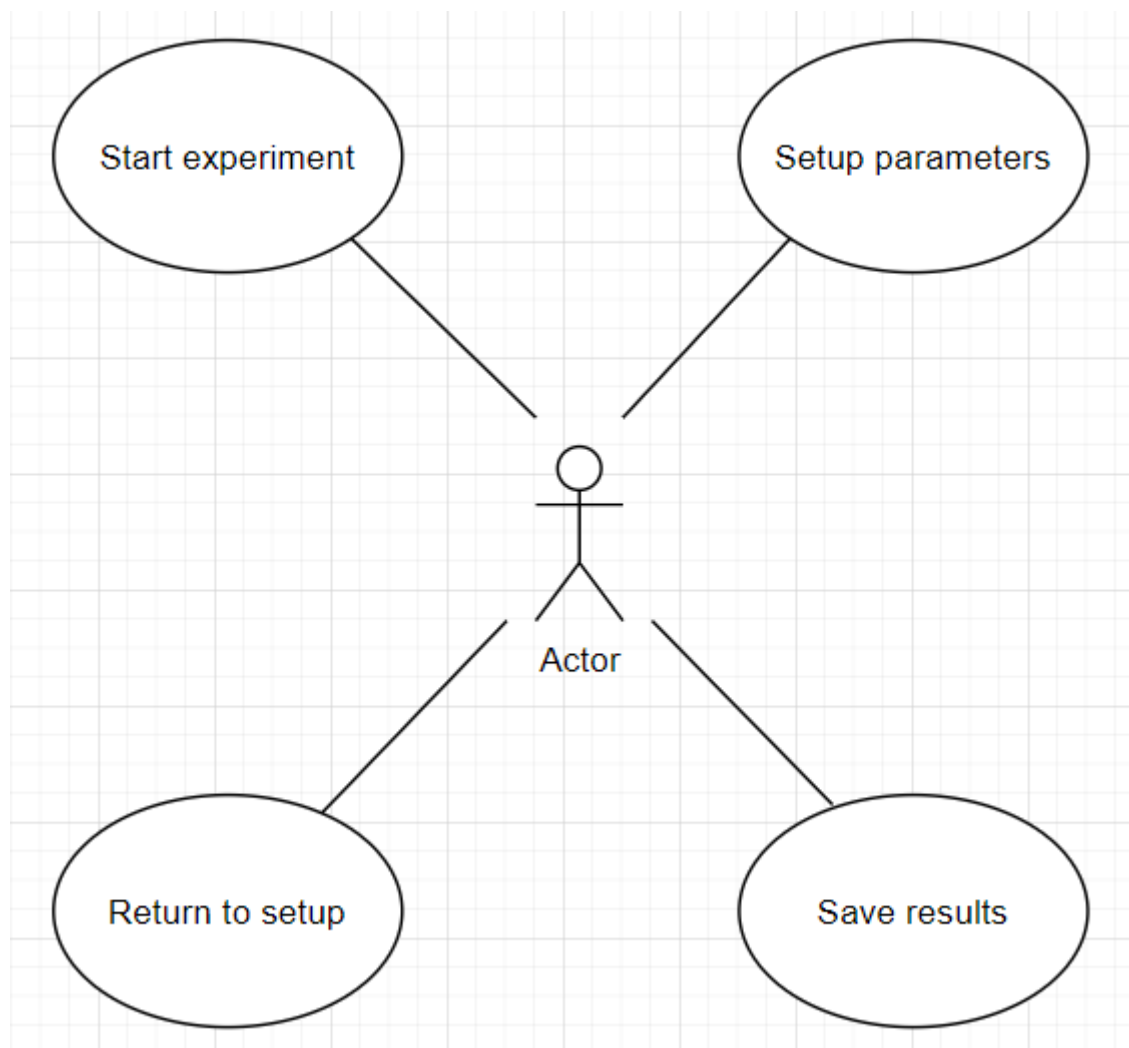 Start experiment
Setup parameters
Actor
Return to setup
Save results